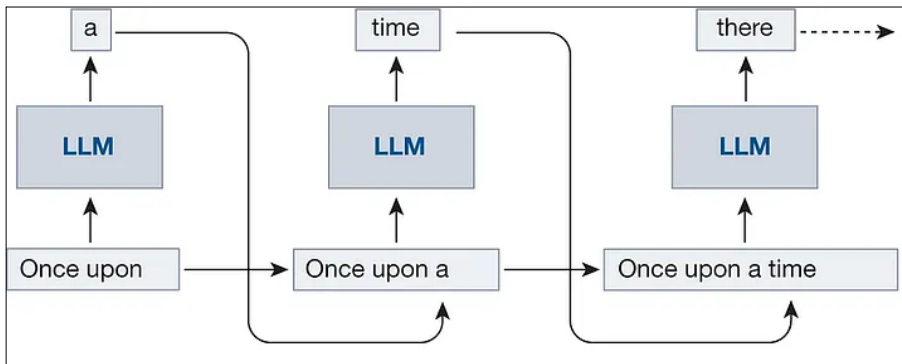 a
time
there
LLM
LLM
LLM
Once upon
Once upon a
Once upon a time